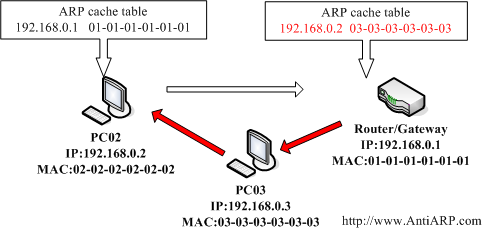 ARP cache table
192.168.0.1 01-01-01-01-01-01
ARP cache table
192.168.0.2 03-03-03-03-03-03
PC02
IP:192.168.0.2
MAC:02-02-02-02-02-02
Router/Gateway
IP:192.168.0.1
MAC:01-01-01-01-01-01
PC03
IP:192.168.0.3
MAC:03-03-03-03-03-03
http://www.AntiARP.com